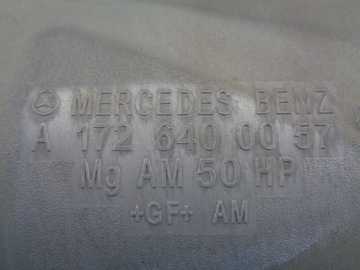 MERCEDES BENZ
A 172 640 00 57
Mg AM 50 HP
+GF+ AM